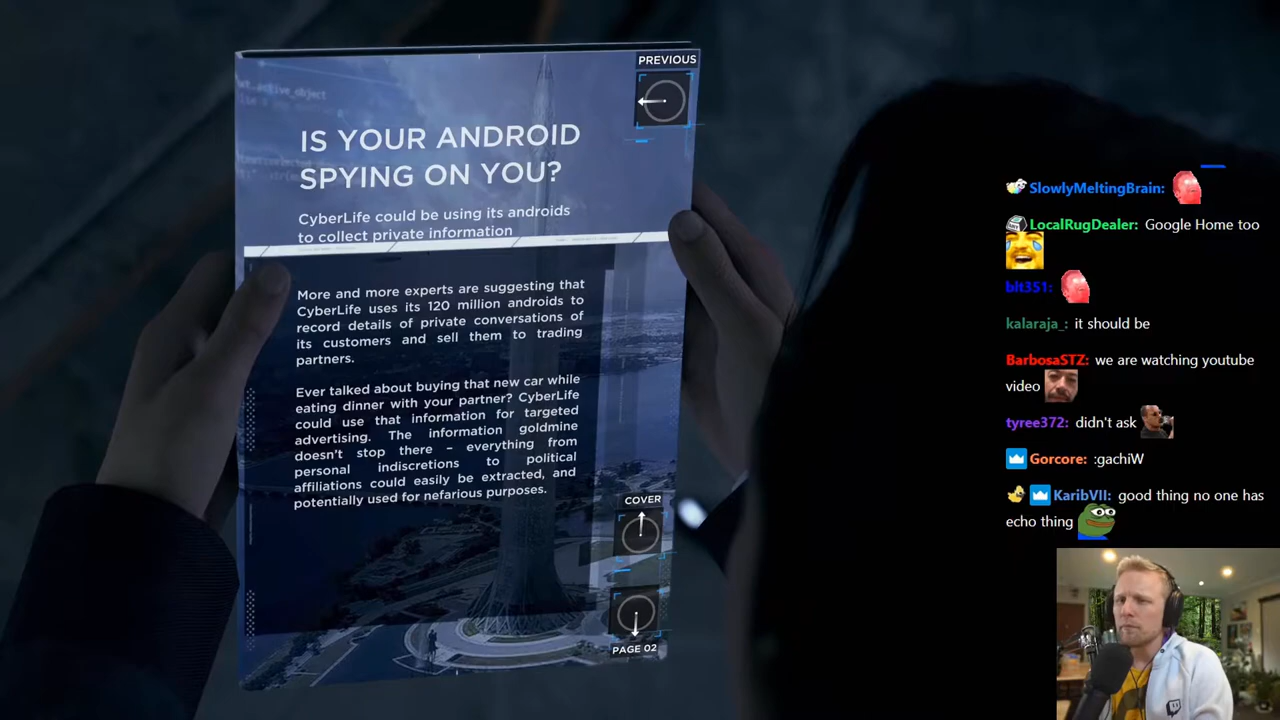 PREVIOUS
IS YOUR ANDROID
SPYING ON YOU?
CyberLife could be using its androids
to collect private information
More and more experts are suggesting that
CyberLife uses its 120 million androids to
record details of private conversations of
its customers and sell them to trading
partners.
Ever talked about buying that new car while
eating dinner with your partner? CyberLife
could use that information for targeted
advertising. The information goldmine
doesn't stop there – everything from
personal indiscretions to political
affiliations could easily be extracted, and
potentially used for nefarious purposes.
COVER
PAGE 02
SlowlyMeltingBrain:
LocalRugDealer: Google Home too
blt351:
kalaraja_: it should be
BarbosaSTZ: we are watching youtube
video
tyree372: didn't ask
Gorcore: :gachiW
KaribVII: good thing no one has
echo thing